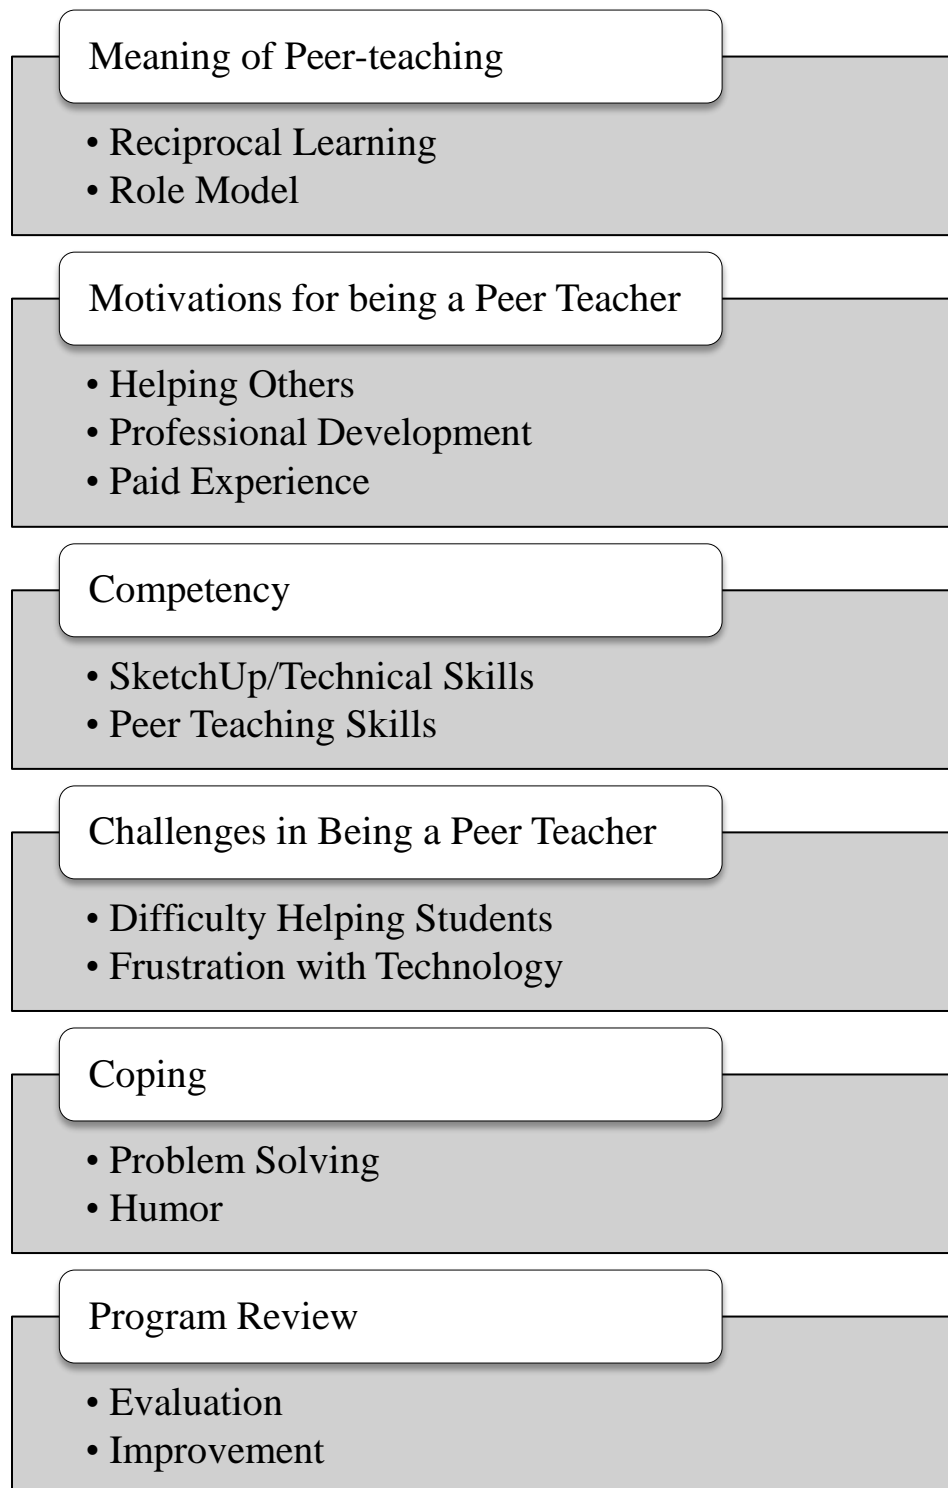 Meaning of Peer-teaching
• Reciprocal Learning
• Role Model
Motivations for being a Peer Teacher
• Helping Others
• Professional Development
• Paid Experience
Competency
• SketchUp/Technical Skills
• Peer Teaching Skills
Challenges in Being a Peer Teacher
• Difficulty Helping Students
• Frustration with Technology
Coping
• Problem Solving
• Humor
Program Review
• Evaluation
• Improvement